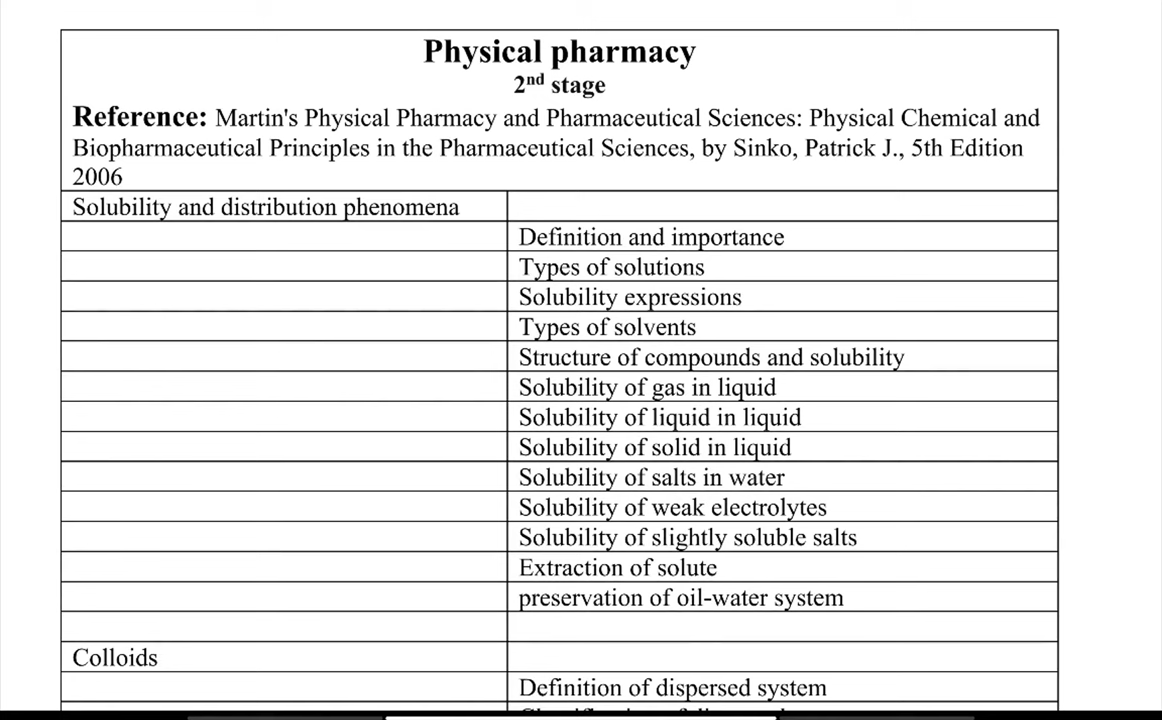 Physical pharmacy
2nd stage
Reference: Martin's Physical Pharmacy and Pharmaceutical Sciences: Physical Chemical and
Biopharmaceutical Principles in the Pharmaceutical Sciences, by Sinko, Patrick J., 5th Edition
2006
Solubility and distribution phenomena
Definition and importance
Types of solutions
Solubility expressions
Types of solvents
Structure of compounds and solubility
Solubility of gas in liquid
Solubility of liquid in liquid
Solubility of solid in liquid
Solubility of salts in water
Solubility of weak electrolytes
Solubility of slightly soluble salts
Extraction of solute
preservation of oil-water system
Colloids
Definition of dispersed system